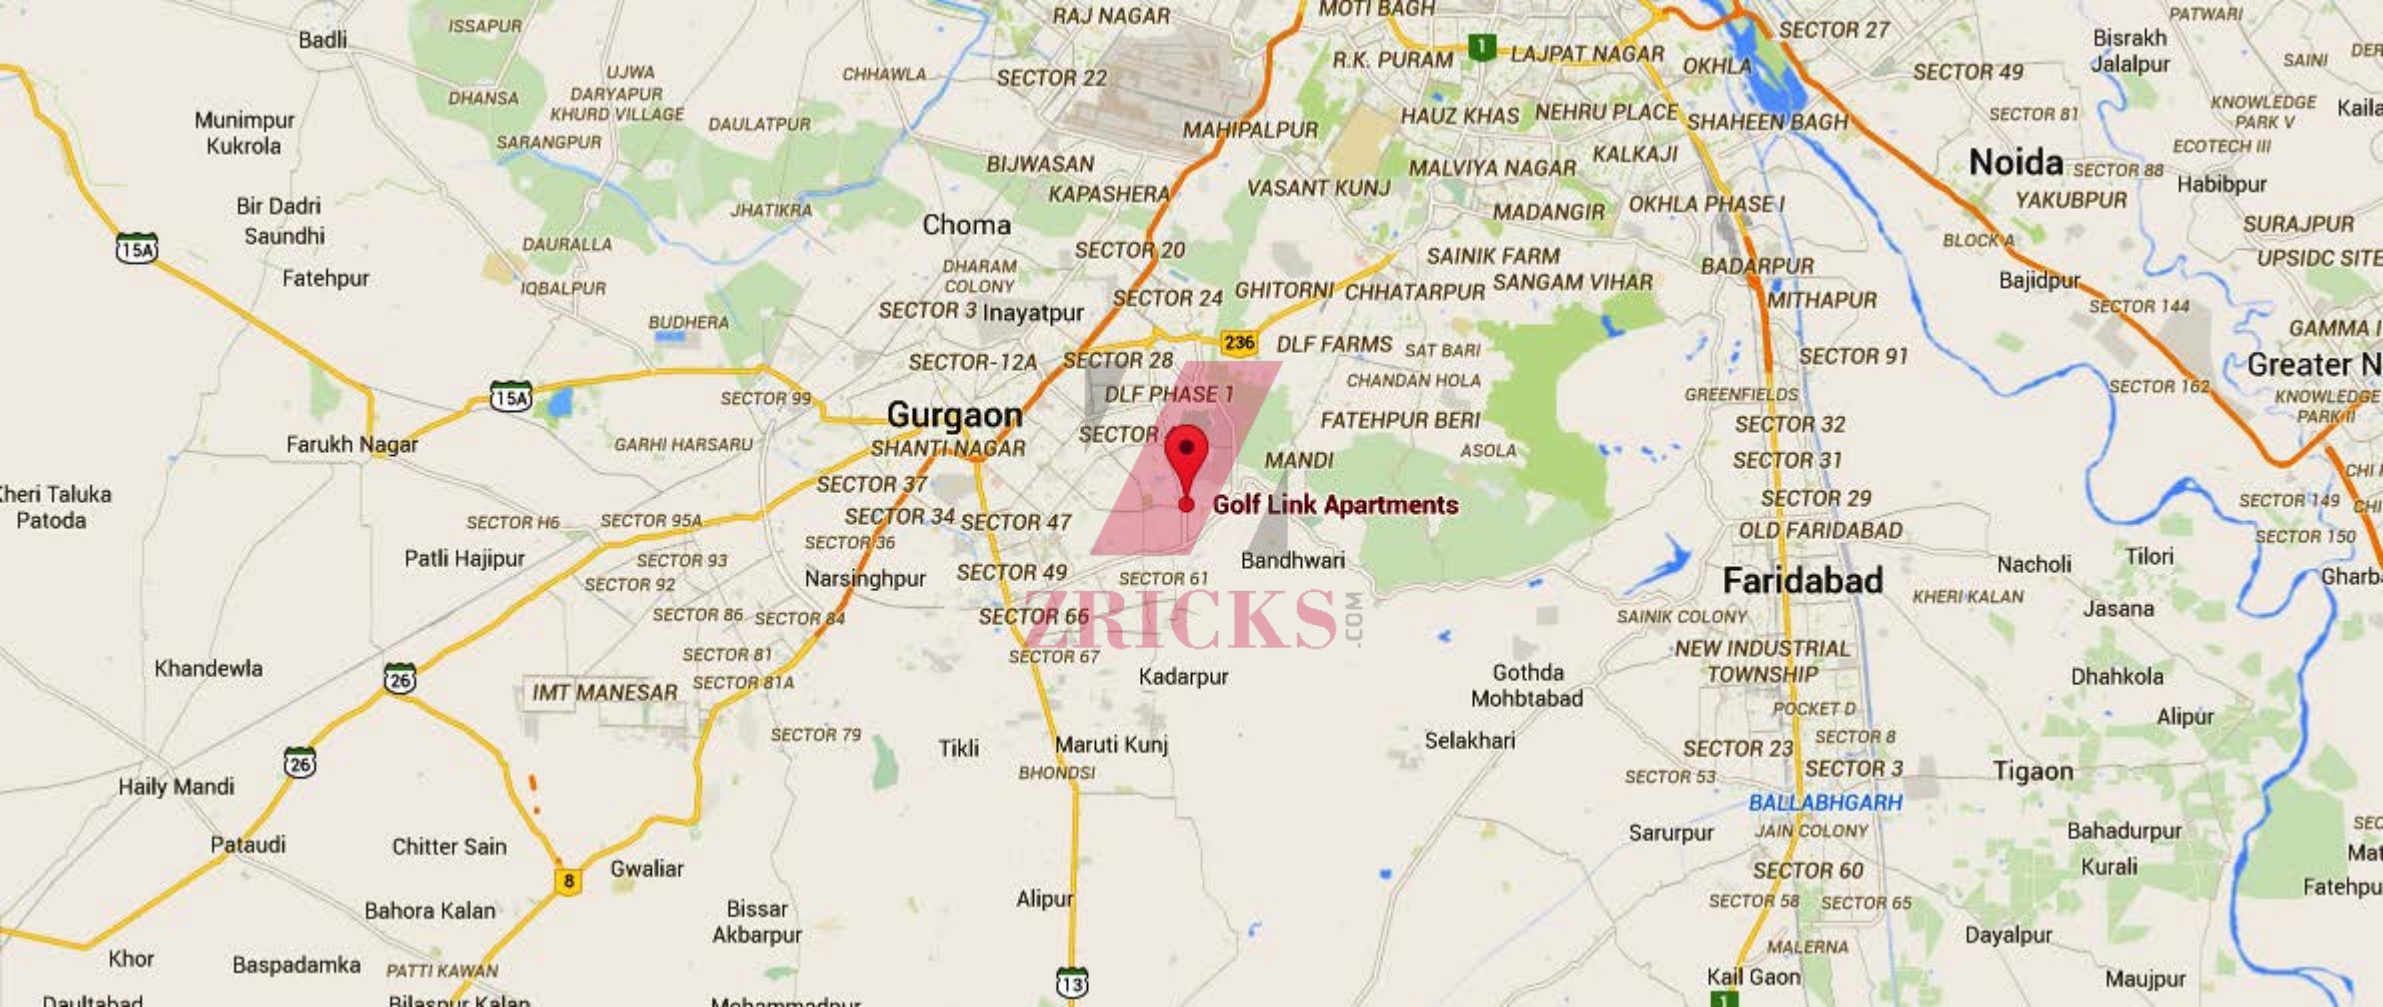 RAJ NAGAR
MOTI BAGH
PATWARI
ISSAPUR
SECTOR 27
Badli
Bisrakh
Jalalpur
1
LAJPAT NAGAR
R.K. PURAM
OKHLA
SAINI
UJWA
DARYAPUR
KHURD VILLAGE
CHHAWLA
SECTOR 22
SECTOR 49
DHANSA
KNOWLEDGE
PARK V
SECTOR 81
Munimpur
Kukrola
DAULATPUR
MAHIPALPUR
HAUZ KHAS
NEHRU PLACE
SHAHEEN BAGH
SARANGPUR
ECOTECH III
BIJWASAN
KALKAJI
Noida
MALVIYA NAGAR
SECTOR 88
KAPASHERA
VASANT KUNJ
Habibpur
YAKUBPUR
Bir Dadri
Saundhi
JHATIKRA
Choma
MADANGIR
OKHLA PHASE I
SURAJPUR
15A
DAURALLA
SECTOR 20
SAINIK FARM
BLOCK A
UPSIDC SITE
Fatehpur
DHARAM
COLONY
BADARPUR
IQBALPUR
GHITORNI
CHHATARPUR
SANGAM VIHAR
Bajidpur
SECTOR 24
MITHAPUR
SECTOR 3
Inayatpur
SECTOR 144
BUDHERA
GAMMA I
236
DLF FARMS
SAT BARI
SECTOR 91
SECTOR-12A
SECTOR 28
Greater N
CHANDAN HOLA
SECTOR 162
15A
SECTOR 99
DLF PHASE 1
GREENFIELDS
KNOWLEDGE
PARK II
Gurgaon
FATEHPUR BERI
SECTOR 32
Farukh Nagar
GARHI HARSARU
SHANTI NAGAR
SECTOR
ASOLA
MANDI
SECTOR 31
SECTOR 37
Kheri Taluka
Patoda
Golf Link Apartments
SECTOR 29
SECTOR 149
SECTOR H6
SECTOR 95A
SECTOR 34
SECTOR 47
OLD FARIDABAD
SECTOR 150
SECTOR 36
Patli Hajipur
SECTOR 93
Bandhwari
Nacholi
Tilori
SECTOR 92
Narsinghpur
SECTOR 49
SECTOR 61
Faridabad
KHERI KALAN
Jasana
SECTOR 86
SECTOR 84
SECTOR 66
ZRICKS
.COM
SAINIK COLONY
SECTOR 81
SECTOR 67
NEW INDUSTRIAL
TOWNSHIP
Khandewla
26
IMT MANESAR
SECTOR 81A
Kadarpur
Gothda
Mohbtabad
Dhahkola
POCKET D
Alipur
SECTOR 79
Tikli
Maruti Kunj
Selakhari
SECTOR 23
SECTOR 8
26
BHONDSI
SECTOR 53
SECTOR 3
Tigaon
Haily Mandi
BALLABHGARH
Pataudi
Chitter Sain
Sarurpur
JAIN COLONY
Bahadurpur
Kurali
8
Gwaliar
SECTOR 60
Alipur
SECTOR 58
SECTOR 65
Bahora Kalan
Bissar
Akbarpur
Dayalpur
Khor
Baspadamka
PATTI KAWAN
MALERNA
Kail Gaon
Maujpur
13
1
Daultabad
Bilaspur Kalan
Mohammadpur